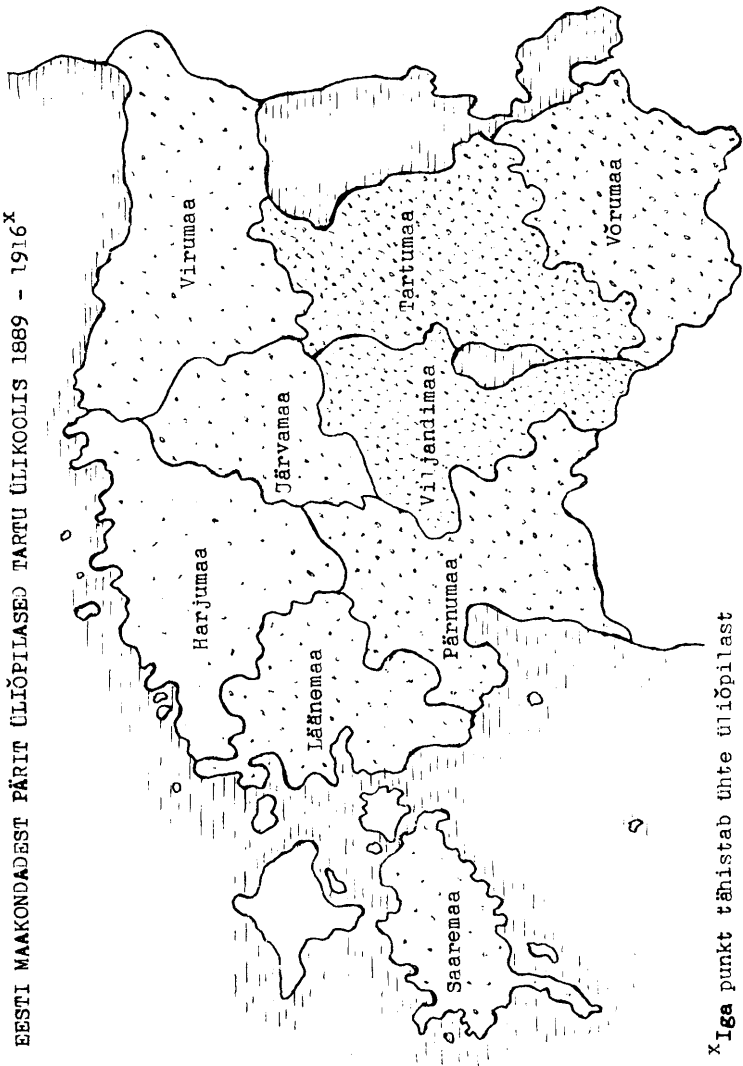 EESTI MAAKONDADEST PÄRIT ÜLIÕPILASED TARTU ÜLIKOOLIS 1889 - 1916ˣ
Virumaa
Harjumaa
Järvamaa
Läänemaa
Tartumaa
Viljandimaa
Pärnumaa
Võrumaa
Saaremaa
ˣIga punkt tähistab ühte üliõpilast